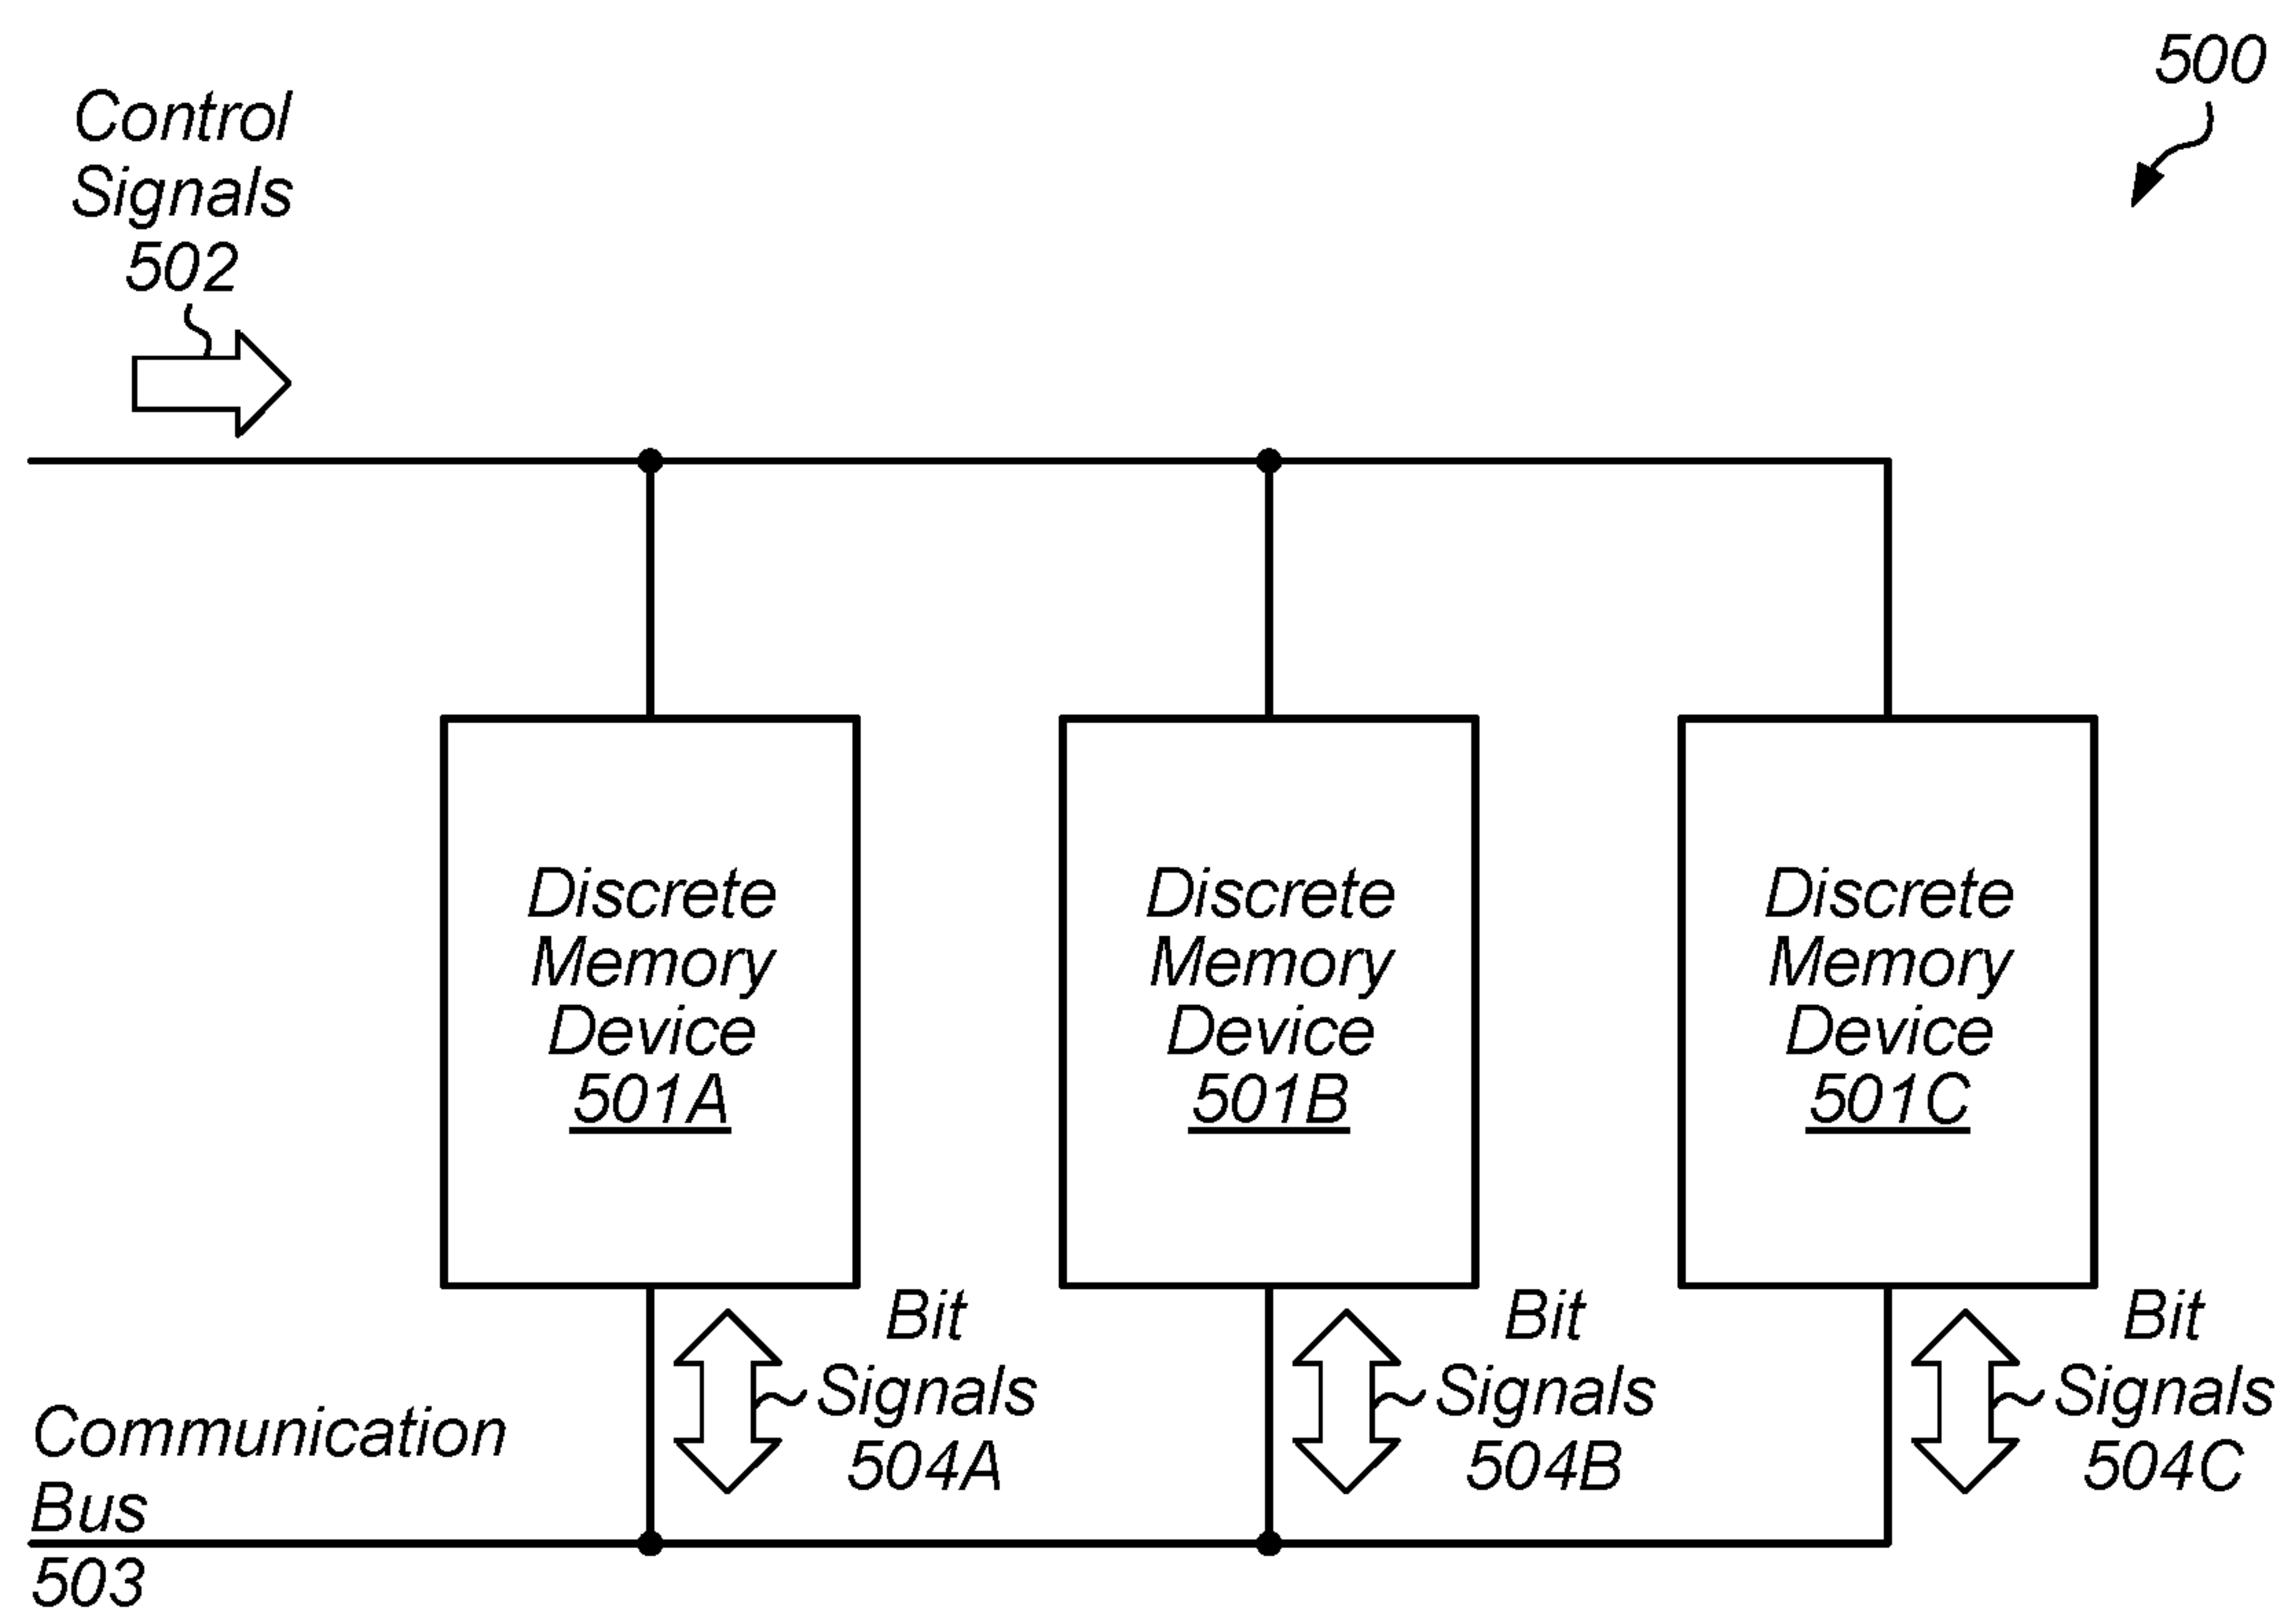 500
Control
Signals
502
Discrete
Memory
Device
501A
Discrete
Memory
Device
501B
Discrete
Memory
Device
501C
Bit
Signals
504A
Bit
Signals
504B
Bit
Signals
504C
Communication
Bus
503